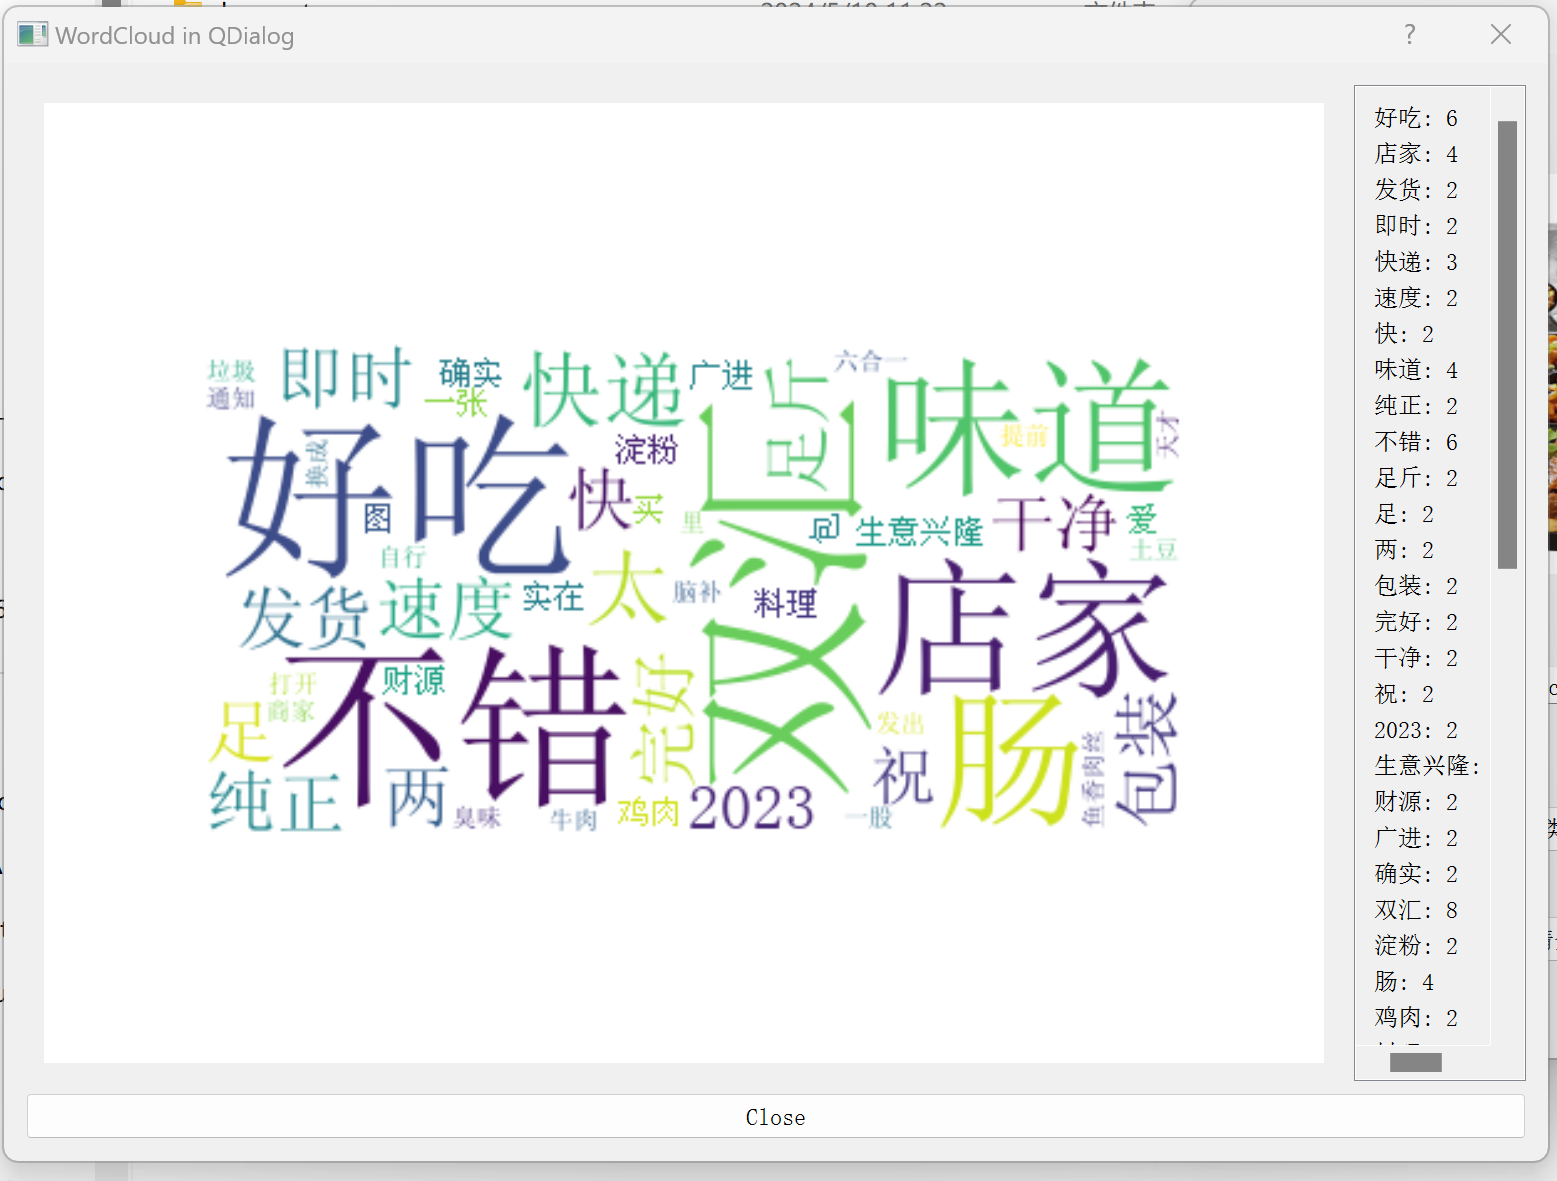 WordCloud in QDialog
垃圾
通知
即时
确实
一张
快递
广进
六合一
味道
提前
天才
足斤
双汇
好吃
换成
图
淀粉
快
买
里
@
生意兴隆
干净
爱
土豆
自行
发货
速度
实在
太
脑补
料理
店家
不错
打开
商家
财源
足
完好
发出
肠
包装
纯正
两
臭味
牛肉
鸡肉
2023
祝
一股
鱼香肉丝
好吃: 6
店家: 4
发货: 2
即时: 2
快递: 3
速度: 2
快: 2
味道: 4
纯正: 2
不错: 6
足斤: 2
足: 2
两: 2
包装: 2
完好: 2
干净: 2
祝: 2
2023: 2
生意兴隆:
财源: 2
广进: 2
确实: 2
双汇: 8
淀粉: 2
肠: 4
鸡肉: 2
Close